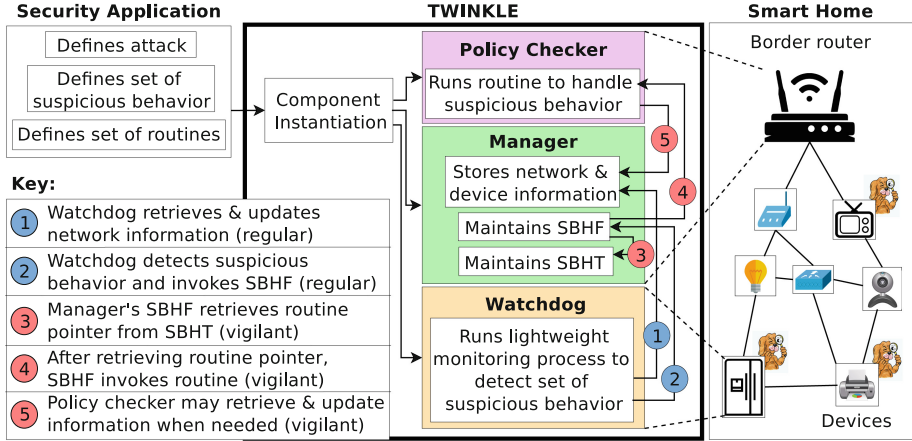 Security Application
Defines attack
Defines set of
suspicious behavior
Defines set of routines
Key:
1 Watchdog retrieves & updates
network information (regular)
2 Watchdog detects suspicious
behavior and invokes SBHF (regular)
3 Manager's SBHF retrieves routine
pointer from SBHT (vigilant)
4 After retrieving routine pointer,
SBHF invokes routine (vigilant)
5 Policy checker may retrieve & update
information when needed (vigilant)
TWINKLE
Component
Instantiation
Policy Checker
Runs routine to handle
suspicious behavior
5
Manager
Stores network &
device information
4
Maintains SBHF
3
Maintains SBHT
Watchdog
Runs lightweight
monitoring process to
detect set of
suspicious behavior
1
2
Smart Home
Border router
Devices